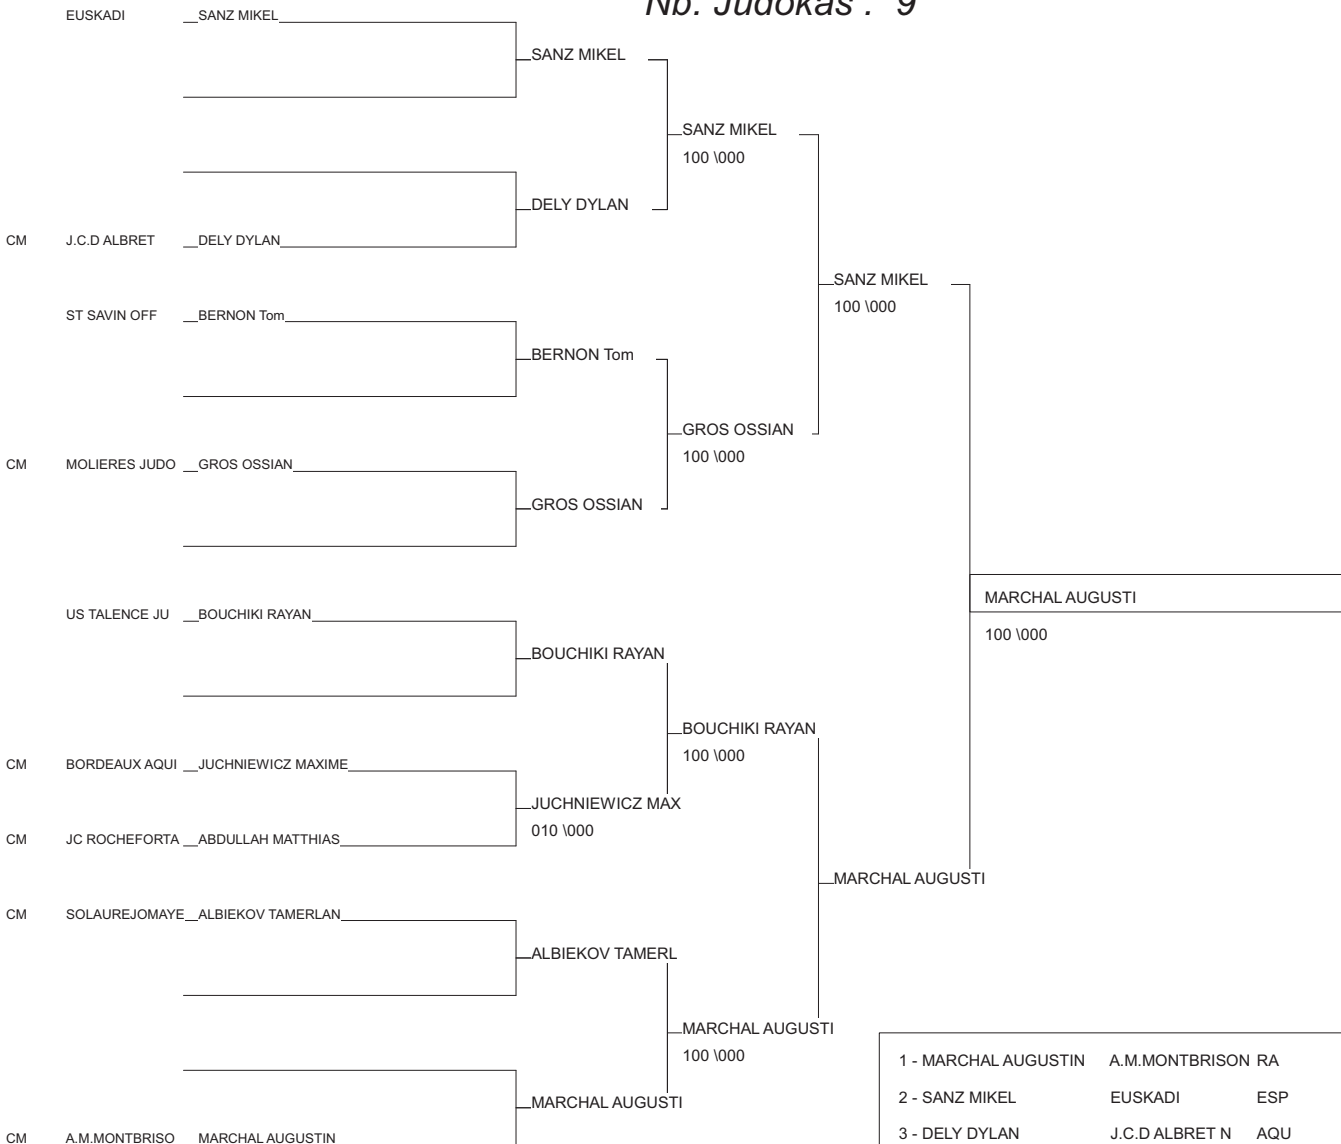 Nb. Judokas : 9
EUSKADI SANZ MIKEL
SANZ MIKEL
SANZ MIKEL
100 \000
DELY DYLAN
CM J.C.D ALBRET DELY DYLAN
SANZ MIKEL
100 \000
ST SAVIN OFF BERNON Tom
BERNON Tom
GROS OSSIAN
100 \000
CM MOLIERES JUDO GROS OSSIAN
GROS OSSIAN
MARCHAL AUGUSTI
100 \000
US TALENCE JU BOUCHIKI RAYAN
BOUCHIKI RAYAN
BOUCHIKI RAYAN
100 \000
CM BORDEAUX AQUI JUCHNIEWICZ MAXIME
JUCHNIEWICZ MAX
010 \000
CM JC ROCHEFORTA ABDULLAH MATTHIAS
MARCHAL AUGUSTI
CM SOLAUREJOMAYE ALBIEKOV TAMERLAN
ALBIEKOV TAMERL
MARCHAL AUGUSTI
100 \000
MARCHAL AUGUSTI
CM A.M.MONTBRISO MARCHAL AUGUSTIN
1 - MARCHAL AUGUSTIN A.M.MONTBRISON RA
2 - SANZ MIKEL EUSKADI ESP
3 - DELY DYLAN J.C.D ALBRET N AQU